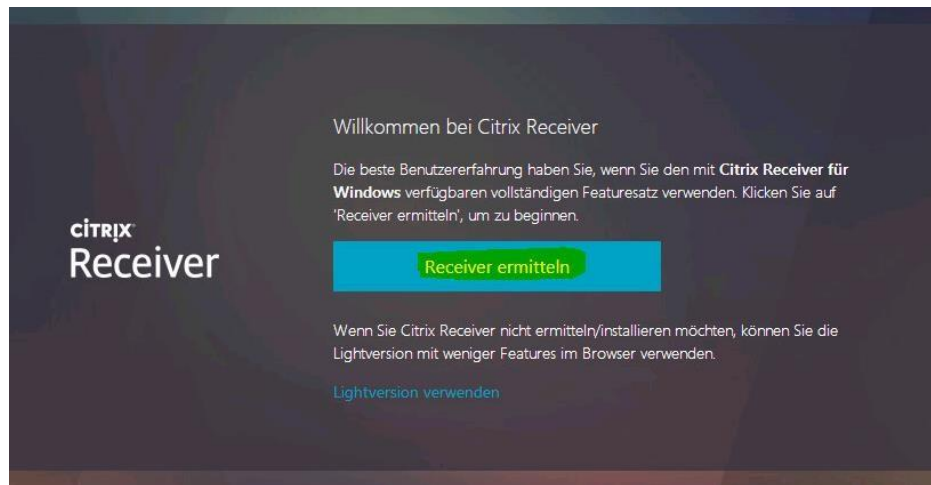 Willkommen bei Citrix Receiver
Die beste Benutzererfahrung haben Sie, wenn Sie den mit Citrix Receiver für
Windows verfügbaren vollständigen Featuresatz verwenden. Klicken Sie auf
'Receiver ermitteln', um zu beginnen.
CİTRIX
Receiver
Receiver ermitteln
Wenn Sie Citrix Receiver nicht ermitteln/installieren möchten, können Sie die
Lightversion mit weniger Features im Browser verwenden.
Lightversion verwenden